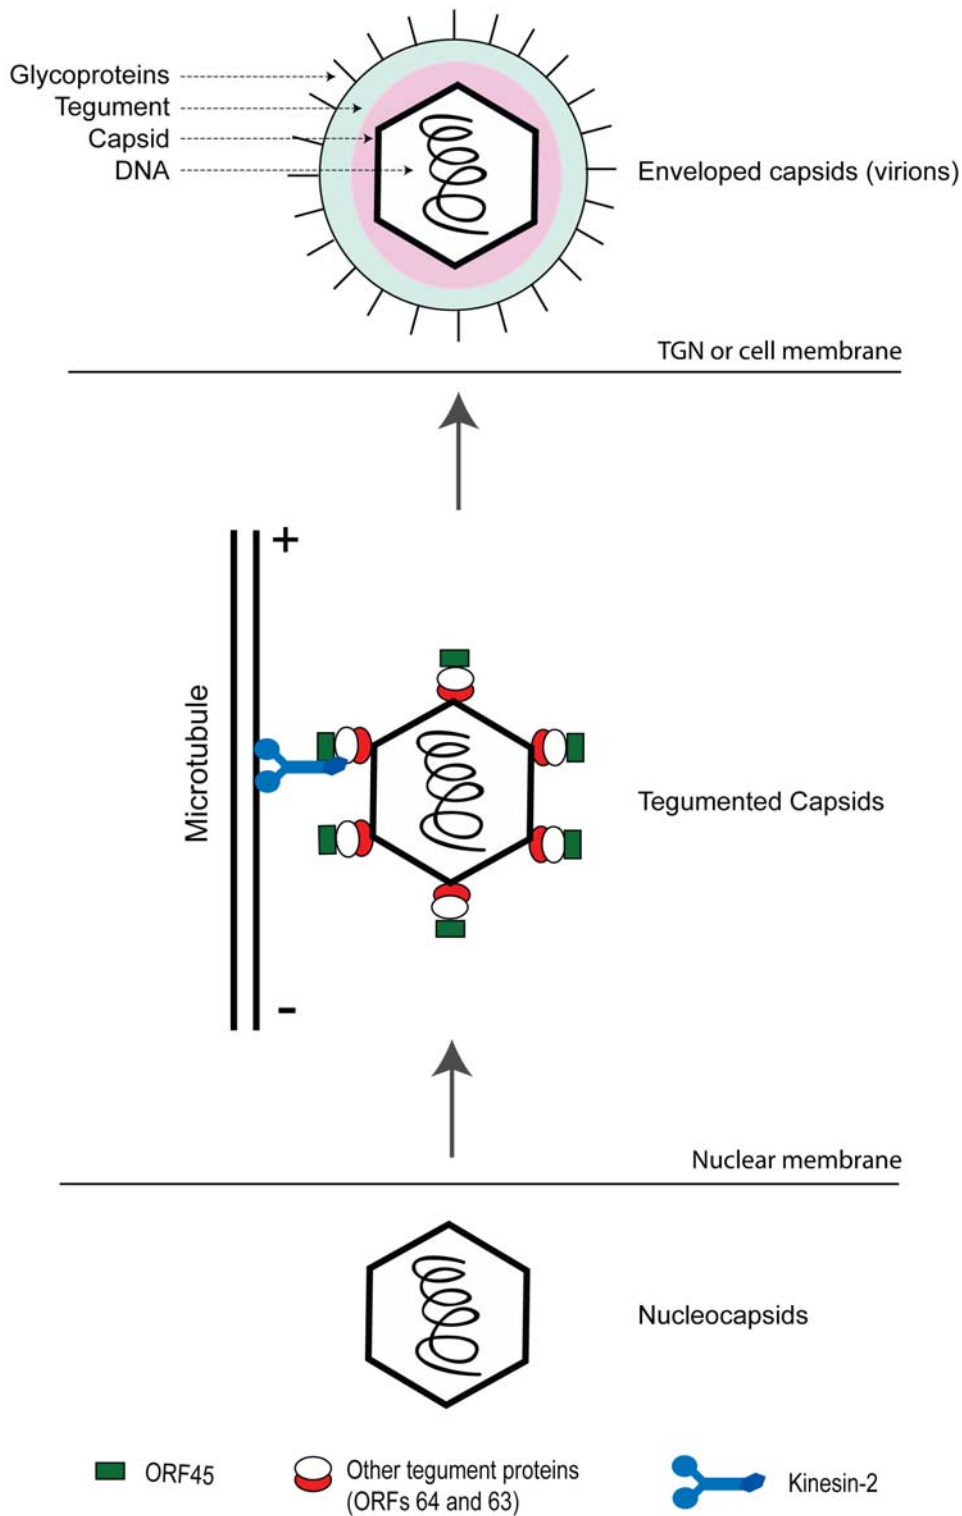 Glycoproteins
Tegument
Capsid
DNA
Enveloped capsids (virions)
TGN or cell membrane
+
Microtubule
Tegumented Capsids
-
Nuclear membrane
Nucleocapsids
ORF45
Other tegument proteins
(ORFs 64 and 63)
Kinesin-2